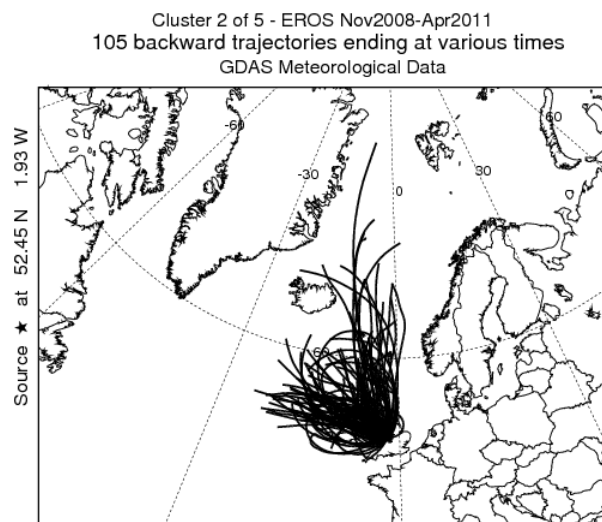 Cluster 2 of 5 - EROS Nov2008-Apr2011
105 backward trajectories ending at various times
GDAS Meteorological Data
Source ★ at 52.45 N 1.93 W
-60
-30
0
30
60
60